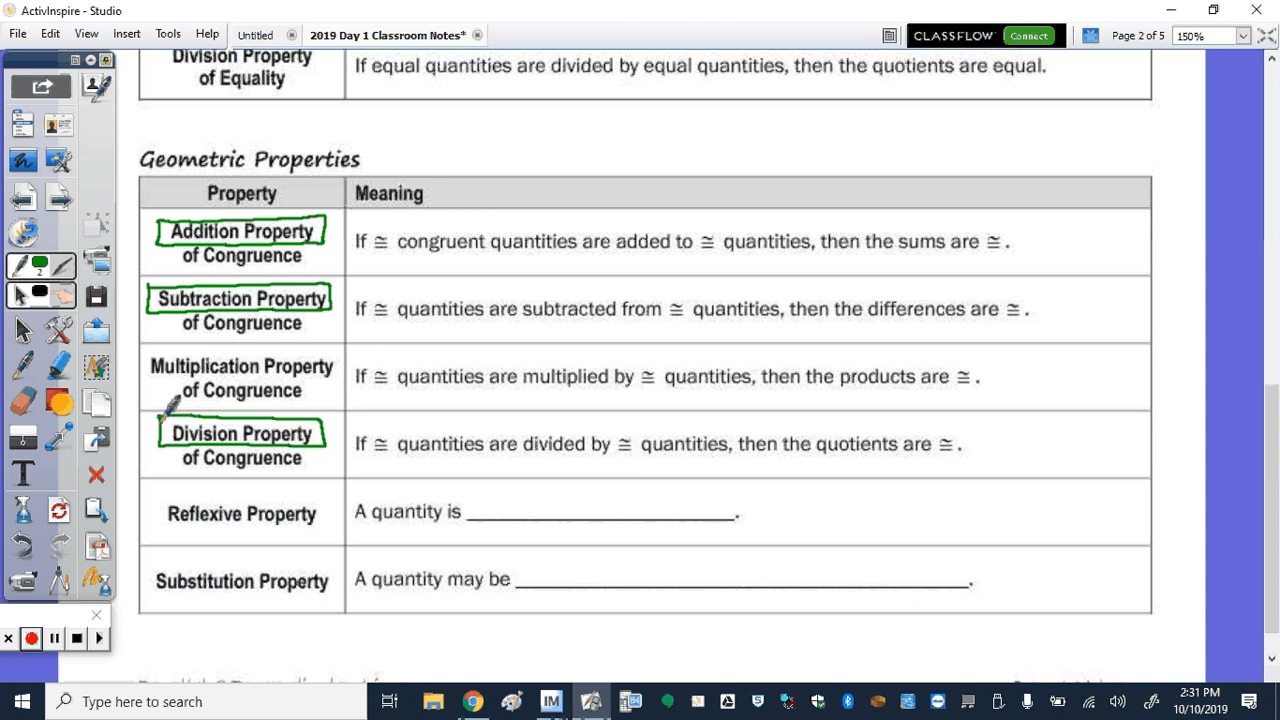 ActivInspire - Studio
File Edit View Insert Tools Help Untitled 2019 Day 1 Classroom Notes* CLASSFLOW Connect Page 2 of 5 150%
Division Property
of Equality
If equal quantities are divided by equal quantities, then the quotients are equal.
Geometric Properties
Property Meaning
Addition Property
of Congruence
If ≅ congruent quantities are added to ≅ quantities, then the sums are ≅ .
Subtraction Property
of Congruence
If ≅ quantities are subtracted from ≅ quantities, then the differences are ≅ .
Multiplication Property
of Congruence
If ≅ quantities are multiplied by ≅ quantities, then the products are ≅ .
Division Property
of Congruence
If ≅ quantities are divided by ≅ quantities, then the quotients are ≅ .
Reflexive Property
A quantity is ________________________.
Substitution Property
A quantity may be ________________________________________.
2
T
Type here to search
IM
2:31 PM
10/10/2019